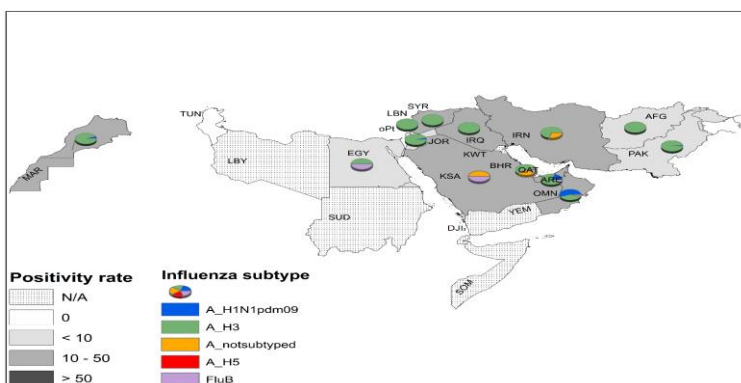 TUN
LBN
SYR
oPt
JOR
IRQ
IRN
AFG
PAK
MAR
LBY
EGY
KWT
BHR
QAT
KSA
ARE
OMN
SUD
YEM
DJI
SOM
Positivity rate
N/A
0
< 10
10 - 50
> 50
Influenza subtype
A_H1N1pdm09
A_H3
A_notsubtyped
A_H5
FluB